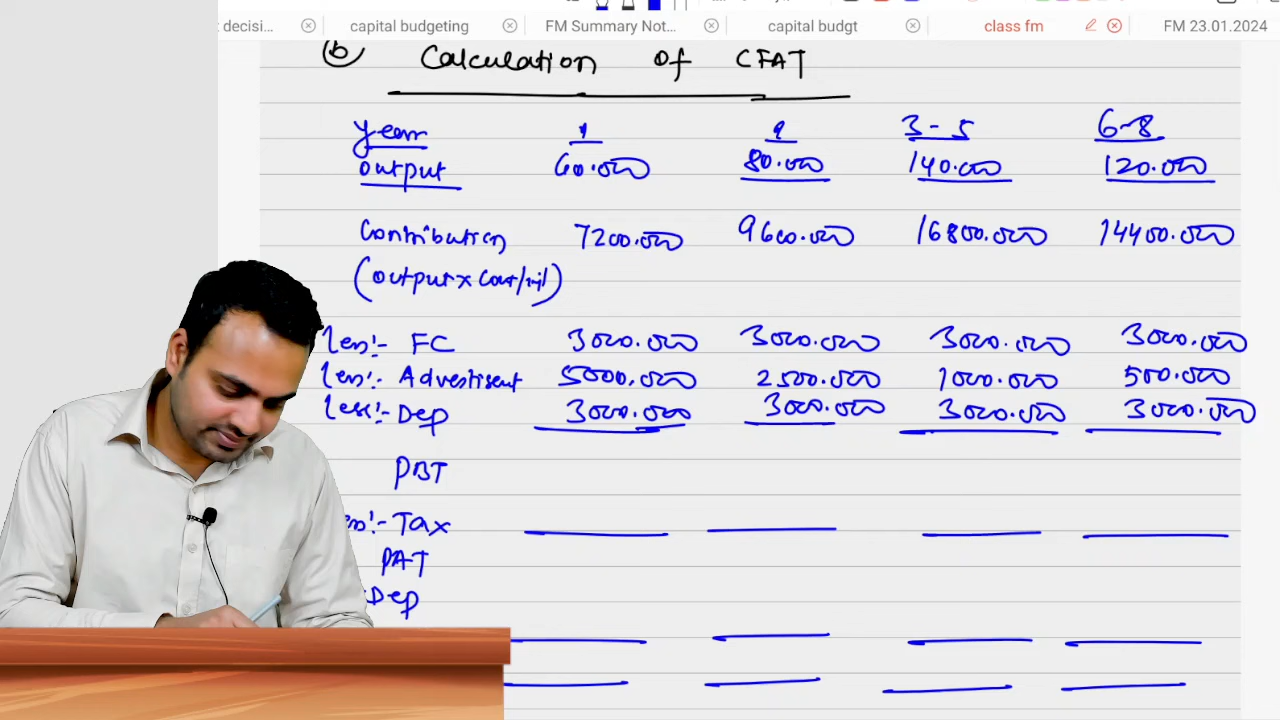 t decisi...
capital budgeting
FM Summary Not...
capital budgt
class fm
FM 23.01.2024
(b) Calculation of CFAT
year 1 2 3-5 6-8
output 60.000 80.000 140.000 120.000
Contribution 7200.000 9600.000 16800.000 14400.000
(output x Cont/unit)
less:- FC 3000.000 3000.000 3000.000 3000.000
less:- Advertisent 5000.000 2500.000 1000.000 500.000
less:- Dep 3000.000 3000.000 3000.000 3000.000
PBT
less:- Tax
PAT
Dep